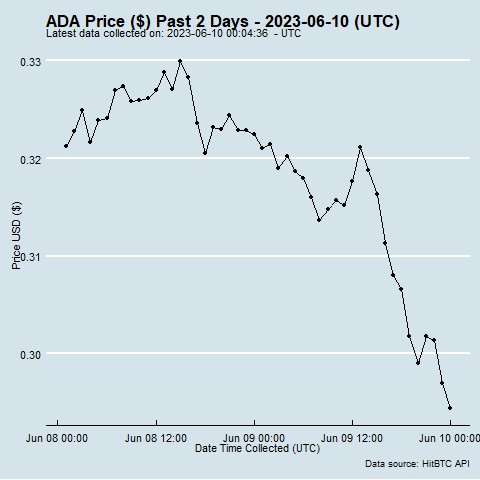 ADA Price ($) Past 2 Days - 2023-06-10 (UTC)
Latest data collected on: 2023-06-10 00:04:36 - UTC
0.33
0.32
0.31
0.30
Price USD ($)
Jun 08 00:00 Jun 08 12:00 Jun 09 00:00 Jun 09 12:00 Jun 10 00:00
Date Time Collected (UTC)
Data source: HitBTC API